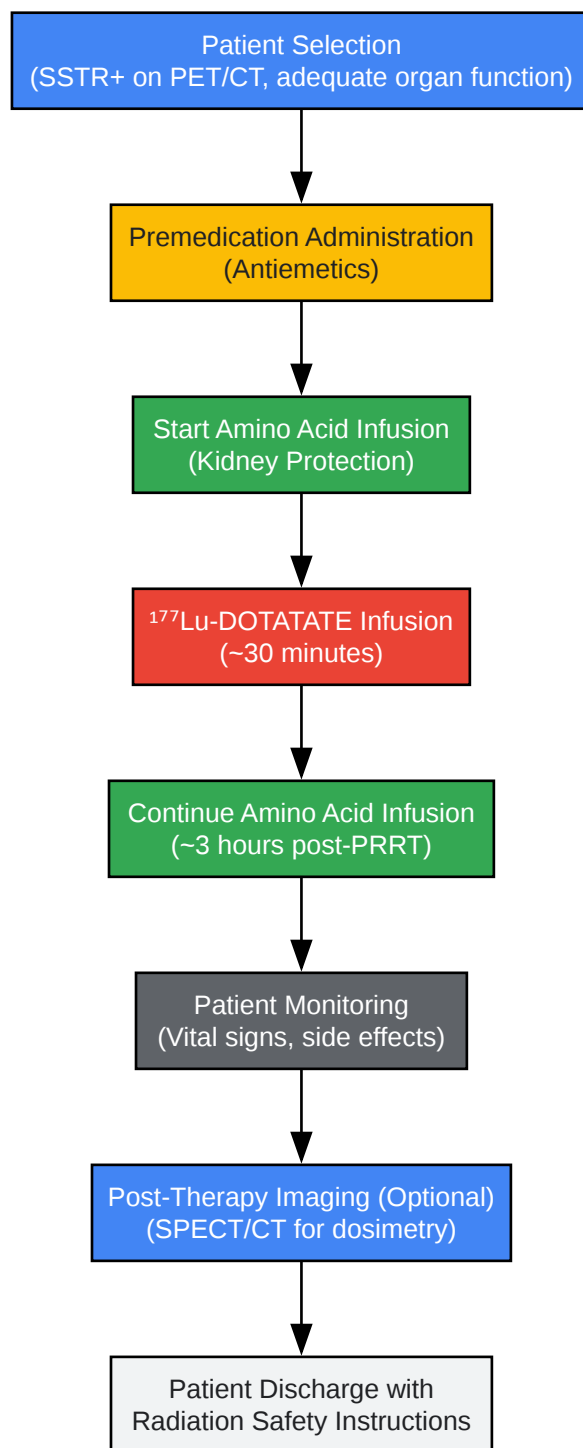 Patient Selection
(SSTR+ on PET/CT, adequate organ function)
Premedication Administration
(Antiemetics)
Start Amino Acid Infusion
(Kidney Protection)
¹⁷⁷Lu-DOTATATE Infusion
(~30 minutes)
Continue Amino Acid Infusion
(~3 hours post-PRRT)
Patient Monitoring
(Vital signs, side effects)
Post-Therapy Imaging (Optional)
(SPECT/CT for dosimetry)
Patient Discharge with
Radiation Safety Instructions